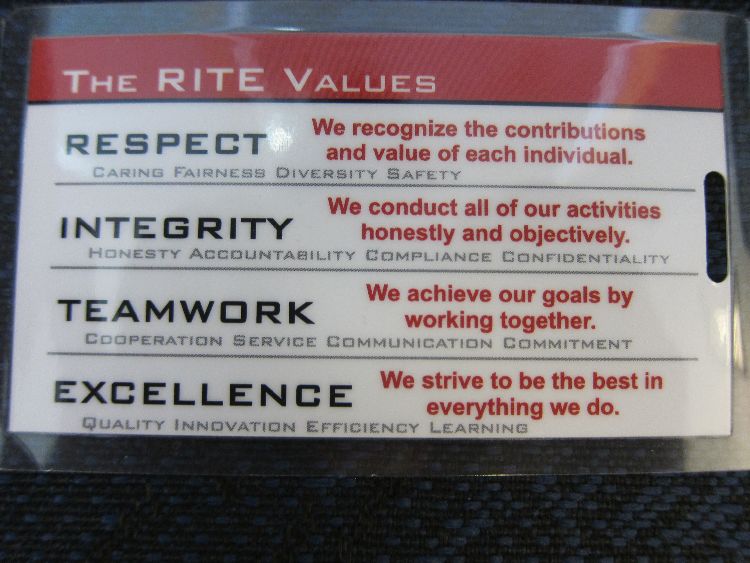 The RITE Values
RESPECT We recognize the contributions
and value of each individual.
Caring Fairness Diversity Safety
INTEGRITY We conduct all of our activities
honestly and objectively.
Honesty Accountability Compliance Confidentiality
TEAMWORK We achieve our goals by
working together.
Cooperation Service Communication Commitment
EXCELLENCE We strive to be the best in
everything we do.
Quality Innovation Efficiency Learning